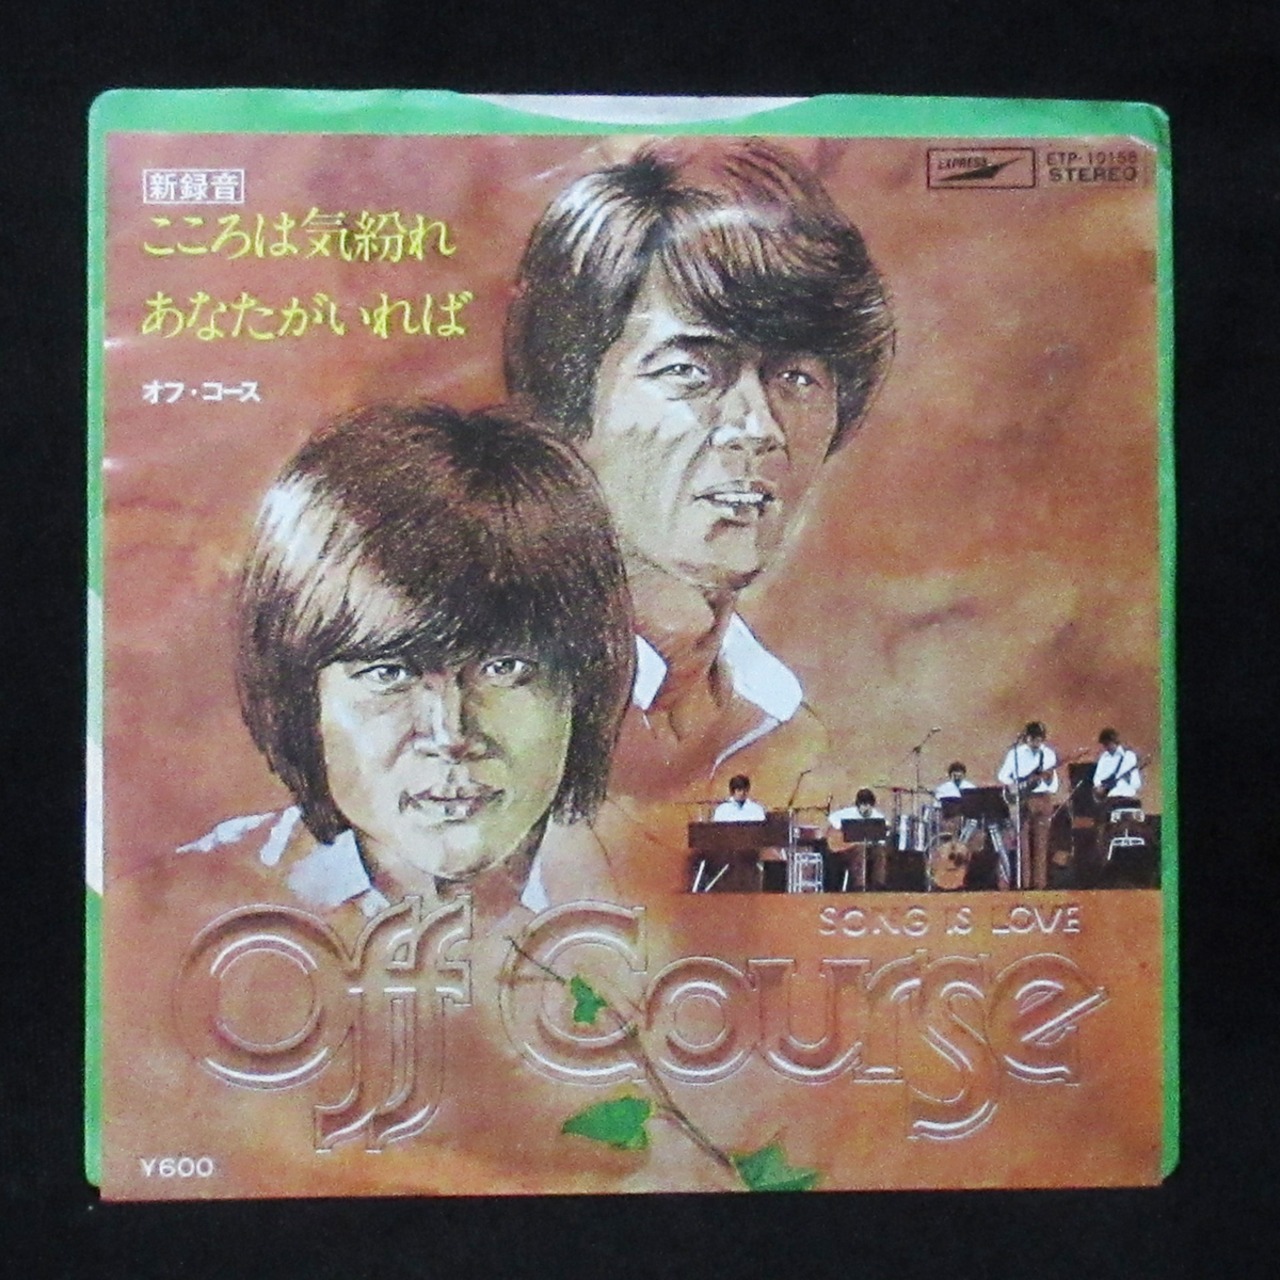 新録音
こころは気紛れ
あなたがいれば
オフ・コース
EXPRESS
ETP-10158
STEREO
SONG IS LOVE
Off Course
¥600